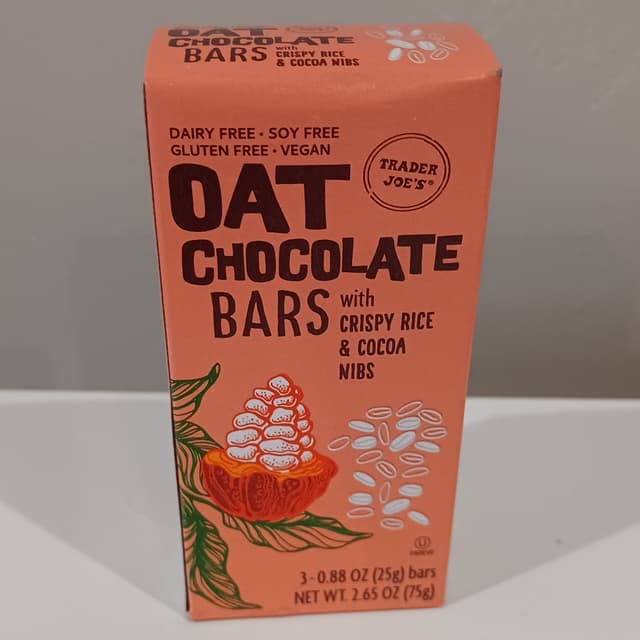 OAT
CHOCOLATE
BARS with CRISPY RICE
& COCOA NIBS
DAIRY FREE • SOY FREE
GLUTEN FREE • VEGAN
TRADER
JOE'S®
OAT
CHOCOLATE
BARS with
CRISPY RICE
& COCOA
NIBS
U
PAREVE
3 - 0.88 OZ (25g) bars
NET WT. 2.65 OZ (75g)